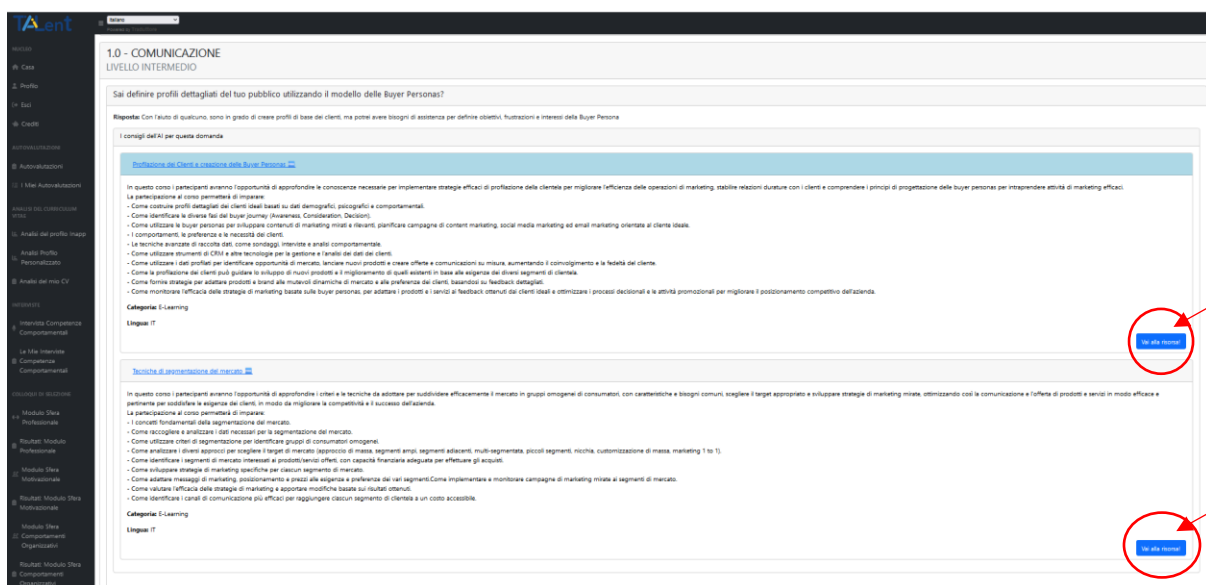 TALent
Italiano
Powered by Translate
NUCLEO
Casa
Profilo
Esci
Crediti
AUTOVALUTAZIONI
Autovalutazioni
I Miei Autovalutazioni
ANALISI DEL CURRICULUM
VITAE
Analisi del profilo Inapp
Analisi Profilo
Personalizzato
Analisi del mio CV
INTERVISTE
Intervista Competenze
Comportamentali
Le Mie Interviste
Competenze
Comportamentali
COLLOQUI DI SELEZIONE
Modulo Sfera
Professionale
Risultati Modulo
Professionale
Modulo Sfera
Motivazionale
Risultati Modulo Sfera
Motivazionale
Modulo Sfera
Comportamenti
Organizzativi
Risultati Modulo Sfera
Comportamenti
Organizzativi
1.0 - COMUNICAZIONE
LIVELLO INTERMEDIO
Sai definire profili dettagliati del tuo pubblico utilizzando il modello delle Buyer Personas?
Risposta: Con l'aiuto di qualcuno, sono in grado di creare profili di base dei clienti, ma potrei avere bisogni di assistenza per definire obiettivi, frustrazioni e interessi della Buyer Persona
I consigli dell'AI per questa domanda
Profilazione dei Clienti e creazione delle Buyer Personas
In questo corso i partecipanti avranno l'opportunità di approfondire le conoscenze necessarie per implementare strategie efficaci di profilazione della clientela per migliorare l'efficienza delle operazioni di marketing, stabilire relazioni durature con i clienti e comprendere i principi di progettazione delle buyer personas per intraprendere attività di marketing efficaci.
La partecipazione al corso permetterà di imparare:
- Come costruire profili dettagliati dei clienti ideali basati su dati demografici, psicografici e comportamentali.
- Come identificare le diverse fasi del buyer journey (Awareness, Consideration, Decision).
- Come utilizzare le buyer personas per sviluppare contenuti di marketing mirati e rilevanti, pianificare campagne di content marketing, social media marketing ed email marketing orientate al cliente ideale.
- I comportamenti, le preferenze e le necessità dei clienti.
- Le tecniche avanzate di raccolta dati, come sondaggi, interviste e analisi comportamentale.
- Come utilizzare strumenti di CRM e altre tecnologie per la gestione e l'analisi dei dati dei clienti.
- Come utilizzare i dati profilati per identificare opportunità di mercato, lanciare nuovi prodotti e creare offerte e comunicazioni su misura, aumentando il coinvolgimento e la fedeltà del cliente.
- Come la profilazione dei clienti può guidare lo sviluppo di nuovi prodotti e il miglioramento di quelli esistenti in base alle esigenze dei diversi segmenti di clientela.
- Come fornire strategie per adattare prodotti e brand alle mutevoli dinamiche di mercato e alle preferenze dei clienti, basandosi su feedback dettagliati.
- Come monitorare l'efficacia delle strategie di marketing basate sulle buyer personas, per adattare i prodotti e i servizi ai feedback ottenuti dai clienti ideali e ottimizzare i processi decisionali e le attività promozionali per migliorare il posizionamento competitivo dell'azienda.
Categoria: E-Learning
Lingua: IT
Vai alla risorsa!
Tecniche di segmentazione del mercato
In questo corso i partecipanti avranno l'opportunità di approfondire i criteri e le tecniche da adottare per suddividere efficacemente il mercato in gruppi omogenei di consumatori, con caratteristiche e bisogni comuni, scegliere il target appropriato e sviluppare strategie di marketing mirate, ottimizzando così la comunicazione e l'offerta di prodotti e servizi in modo efficace e
pertinente per soddisfare le esigenze dei clienti, in modo da migliorare la competitività e il successo dell'azienda.
La partecipazione al corso permetterà di imparare:
- I concetti fondamentali della segmentazione del mercato.
- Come raccogliere e analizzare i dati necessari per la segmentazione del mercato.
- Come utilizzare criteri di segmentazione per identificare gruppi di consumatori omogenei.
- Come analizzare i diversi approcci per scegliere il target di mercato (approccio di massa, segmenti ampi, segmenti adiacenti, multi-segmentata, piccoli segmenti, nicchia, customizzazione di massa, marketing 1 to 1).
- Come identificare i segmenti di mercato interessati ai prodotti/servizi offerti, con capacità finanziaria adeguata per effettuare gli acquisti.
- Come sviluppare strategie di marketing specifiche per ciascun segmento di mercato.
- Come adattare messaggi di marketing, posizionamento e prezzi alle esigenze e preferenze dei vari segmenti.Come implementare e monitorare campagne di marketing mirate ai segmenti di mercato.
- Come valutare l'efficacia delle strategie di marketing e apportare modifiche basate sui risultati ottenuti.
- Come identificare i canali di comunicazione più efficaci per raggiungere ciascun segmento di clientela a un costo accessibile.
Categoria: E-Learning
Lingua: IT
Vai alla risorsa!